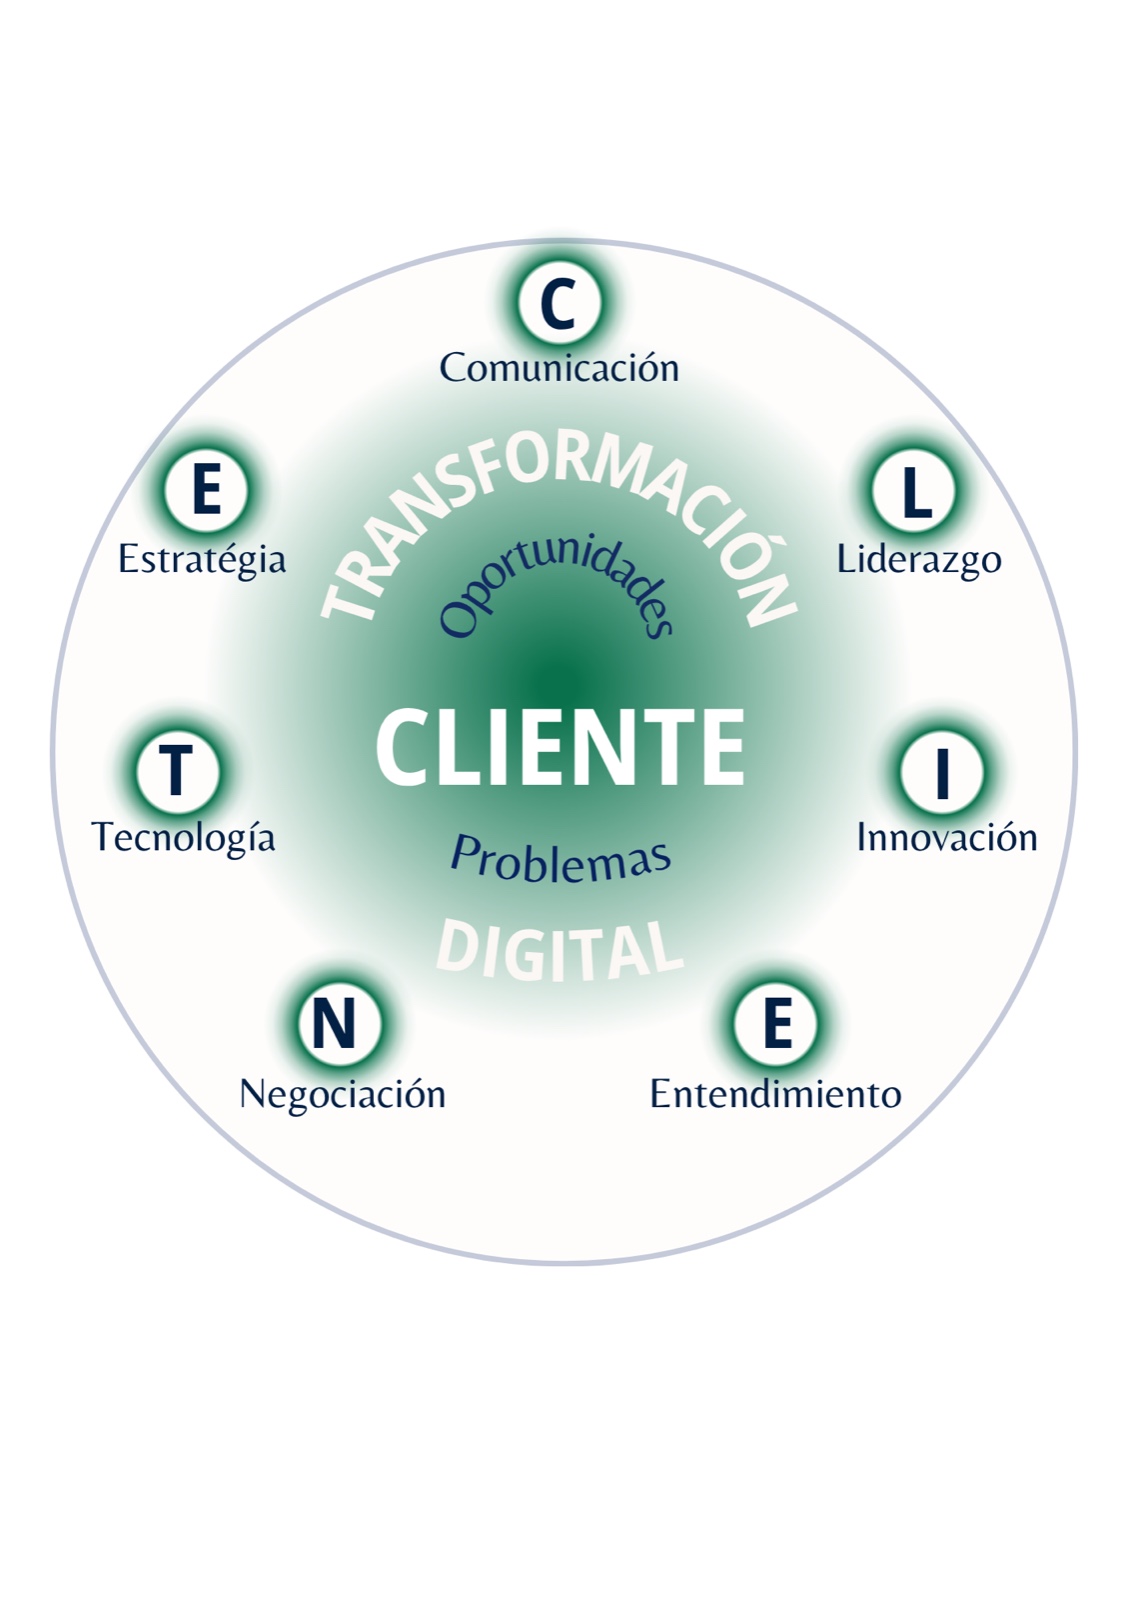 C
Comunicación
E
Estratégia
L
Liderazgo
TRANSFORMACIÓN
Oportunidades
CLIENTE
T
Tecnología
I
Innovación
Problemas
DIGITAL
N
Negociación
E
Entendimiento